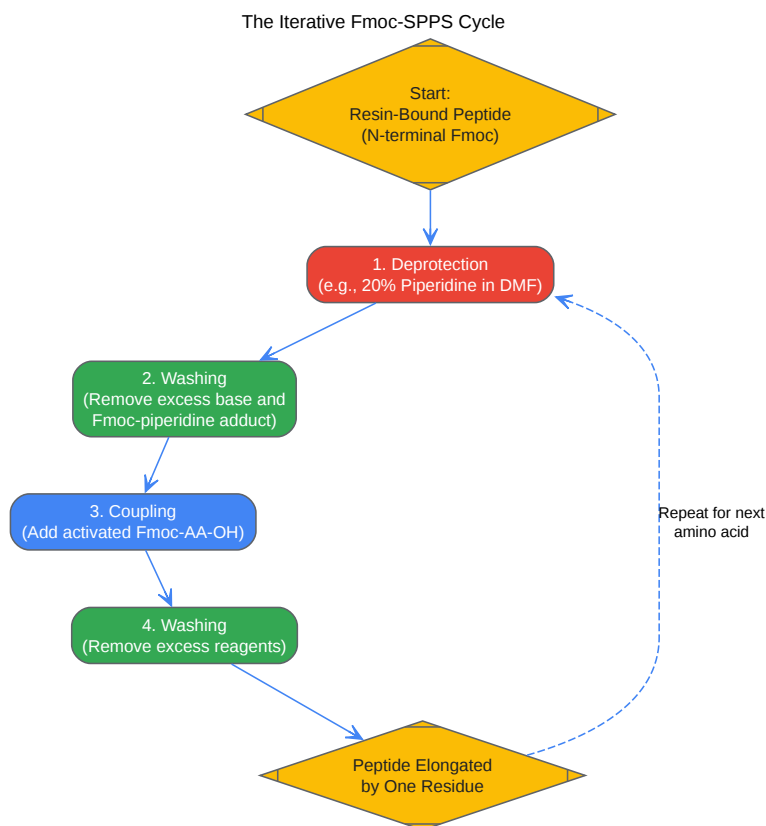 The Iterative Fmoc-SPPS Cycle
Start:
Resin-Bound Peptide
(N-terminal Fmoc)
1. Deprotection
(e.g., 20% Piperidine in DMF)
2. Washing
(Remove excess base and
Fmoc-piperidine adduct)
3. Coupling
(Add activated Fmoc-AA-OH)
Repeat for next
amino acid
4. Washing
(Remove excess reagents)
Peptide Elongated
by One Residue